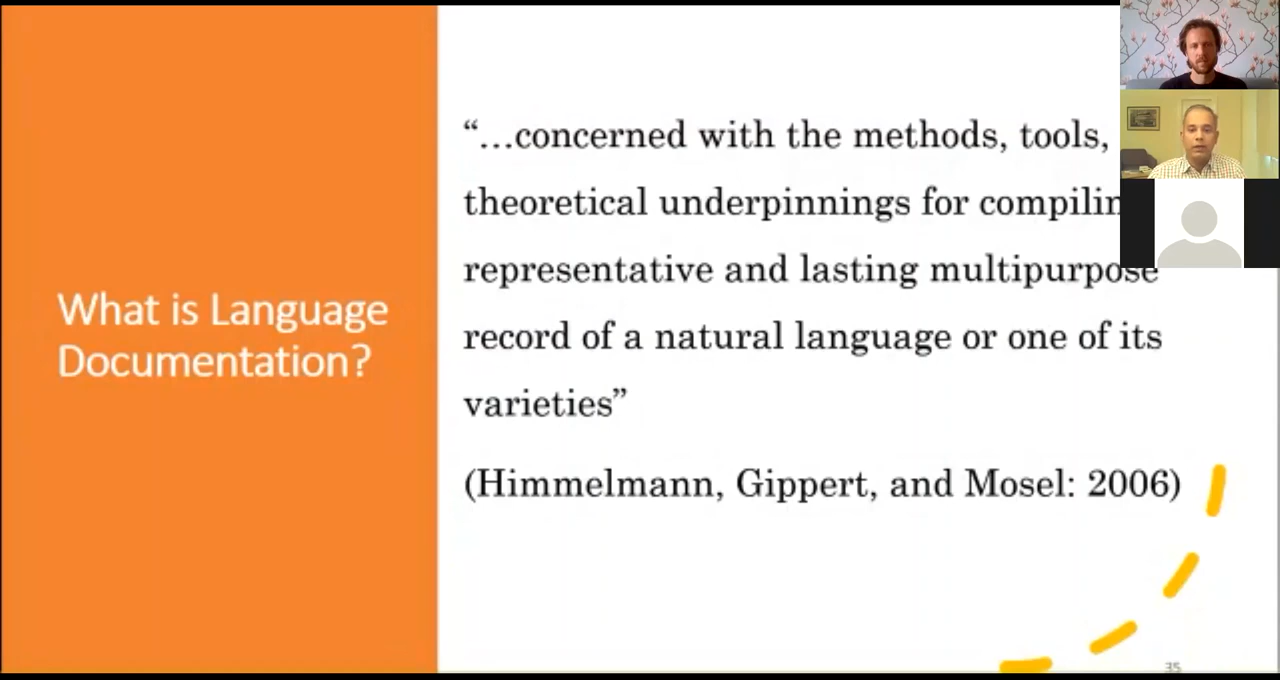 What is Language
Documentation?
“…concerned with the methods, tools,
theoretical underpinnings for
representative and lasting multipurpose
record of a natural language or one of its
varieties”
(Himmelmann, Gippert, and Mosel: 2006)
35